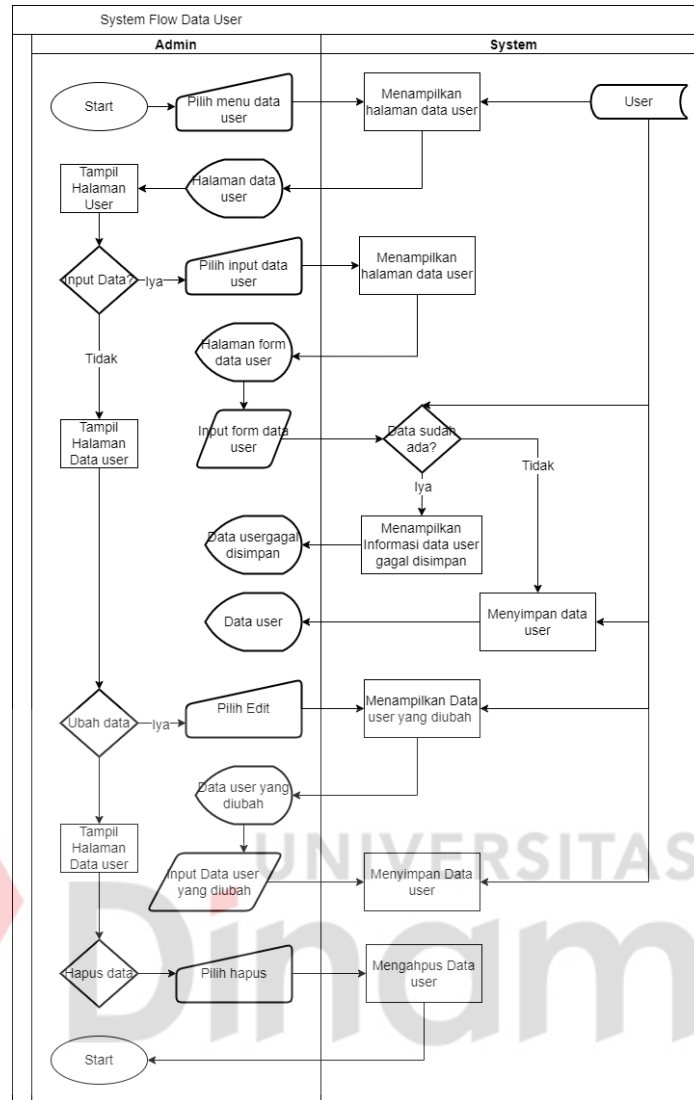 System Flow Data User
Admin
System
Start
Pilih menu data
user
Menampilkan
halaman data user
User
Tampil
Halaman
User
Halaman data
user
Input Data?
Iya
Pilih input data
user
Menampilkan
halaman data user
Tidak
Halaman form
data user
Tampil
Halaman
Data user
Input form data
user
Data sudah
ada?
Tidak
Iya
Data usergagal
disimpan
Menampilkan
Informasi data user
gagal disimpan
Data user
Menyimpan data
user
Ubah data
Iya
Pilih Edit
Menampilkan Data
user yang diubah
Data user yang
diubah
Tampil
Halaman
Data user
Input Data user
yang diubah
Menyimpan Data
user
UNIVERSITAS
Dinam
Hapus data
Pilih hapus
Mengahpus Data
user
Start